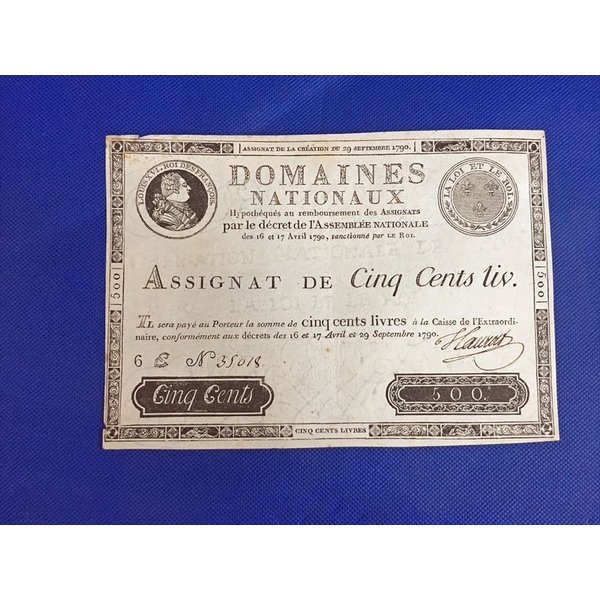 ASSIGNAT DE LA CRÉATION DU 29 SEPTEMBRE 1790.
LOUIS XVI. ROI DES FRANÇOIS.
LA LOI ET LE ROI.
DOMAINES
NATIONAUX
Hypothéqués au remboursement des ASSIGNATS
par le décret de l'ASSEMBLÉE NATIONALE
des 16 et 17 Avril 1790, sanctionné par LE ROI.
500
500
ASSIGNAT DE Cinq Cents liv.
IL sera payé au Porteur la somme de cinq cents livres à la Caisse de l'Extraordi-
naire, conformément aux décrets des 16 et 17 Avril et 29 Septembre 1790.
6 N 35018
Cinq Cents
500.
CINQ CENTS LIVRES